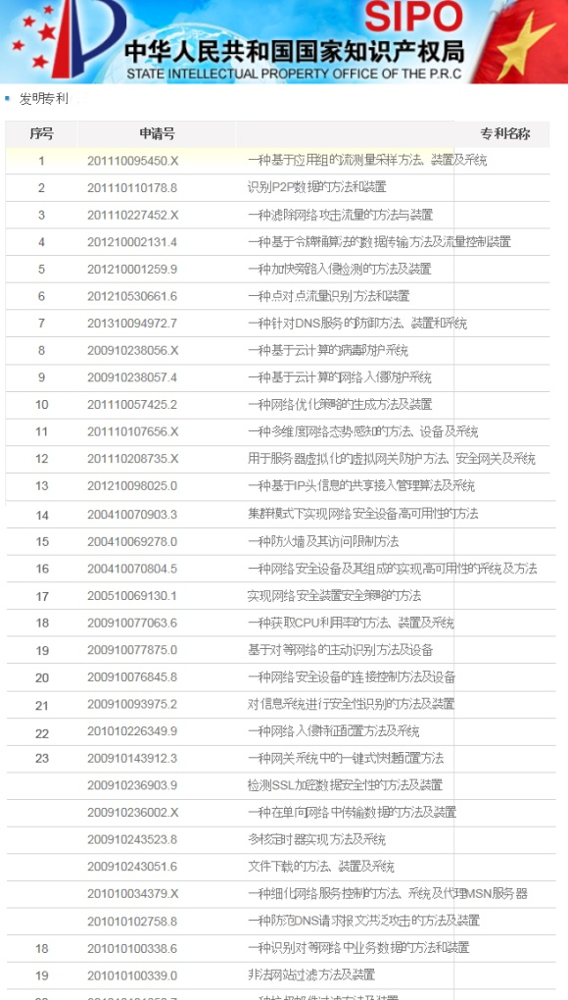 SIPO
中华人民共和国国家知识产权局
STATE INTELLECTUAL PROPERTY OFFICE OF THE P.R.C
发明专利
序号 申请号 专利名称
1 201110095450.X 一种基于应用组的流测量采样方法、装置及系统
2 201110110178.8 识别P2P数据的方法和装置
3 201110227452.X 一种滤除网络攻击流量的方法与装置
4 201210002131.4 一种基于令牌桶算法的数据传输方法及流量控制装置
5 201210001259.9 一种加快旁路入侵检测的方法及装置
6 201210530661.6 一种点对点流量识别方法和装置
7 201310094972.7 一种针对DNS服务的防御方法、装置和系统
8 200910238056.X 一种基于云计算的病毒防护系统
9 200910238057.4 一种基于云计算的网络入侵防护系统
10 201110057425.2 一种网络优化策略的生成方法及装置
11 201110107656.X 一种多维度网络态势感知的方法、设备及系统
12 201110208735.X 用于服务器虚拟化的虚拟网关防护方法、安全网关及系统
13 201210098025.0 一种基于IP头信息的共享接入管理算法及系统
14 200410070903.3 集群模式下实现网络安全设备高可用性的方法
15 200410069278.0 一种防火墙及其访问限制方法
16 200410070804.5 一种网络安全设备及其组成的实现高可用性的系统及方法
17 200510069130.1 实现网络安全装置安全策略的方法
18 200910077063.6 一种获取CPU利用率的方法、装置及系统
19 200910077875.0 基于对等网络的主动识别方法及设备
20 200910076845.8 一种网络安全设备的连接控制方法及设备
21 200910093975.2 对信息系统进行安全性识别的方法及装置
22 201010226349.9 一种网络入侵特征配置方法及系统
23 200910143912.3 一种网关系统中的一键式快捷配置方法
200910236903.9 检测SSL加密数据安全性的方法及装置
200910236002.X 一种在单向网络中传输数据的方法及装置
200910243523.8 多核定时器实现方法及系统
200910243051.6 文件下载的方法、装置及系统
201010034379.X 一种细化网络服务控制的方法、系统及代理MSN服务器
201010102758.8 一种防范DNS请求报文洪泛攻击的方法及装置
18 201010100338.6 一种识别对等网络中业务数据的方法和装置
19 201010100339.0 非法网站过滤方法及装置